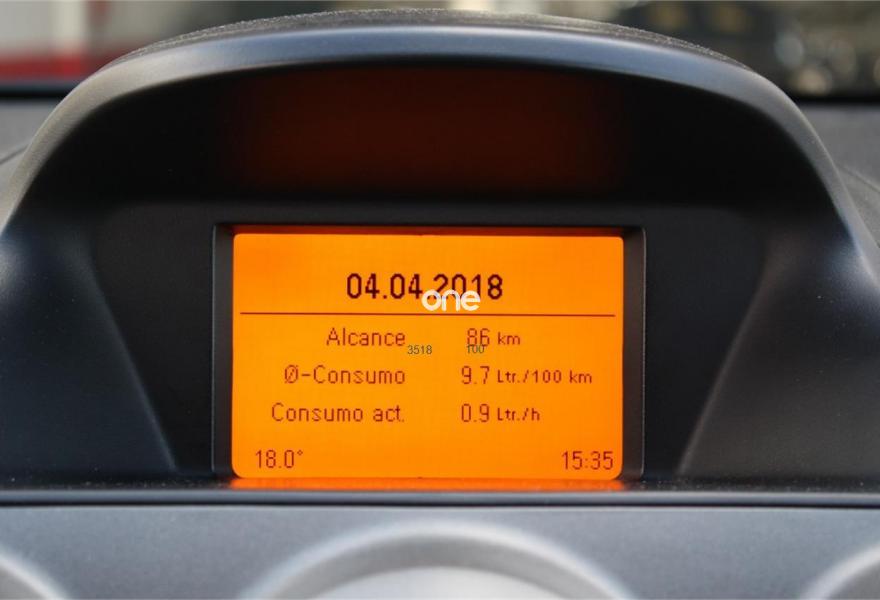 04.04.2018
one
Alcance 86 km
3518 100
Ø-Consumo 9.7 Ltr./100 km
Consumo act. 0.9 Ltr./h
18.0° 15:35